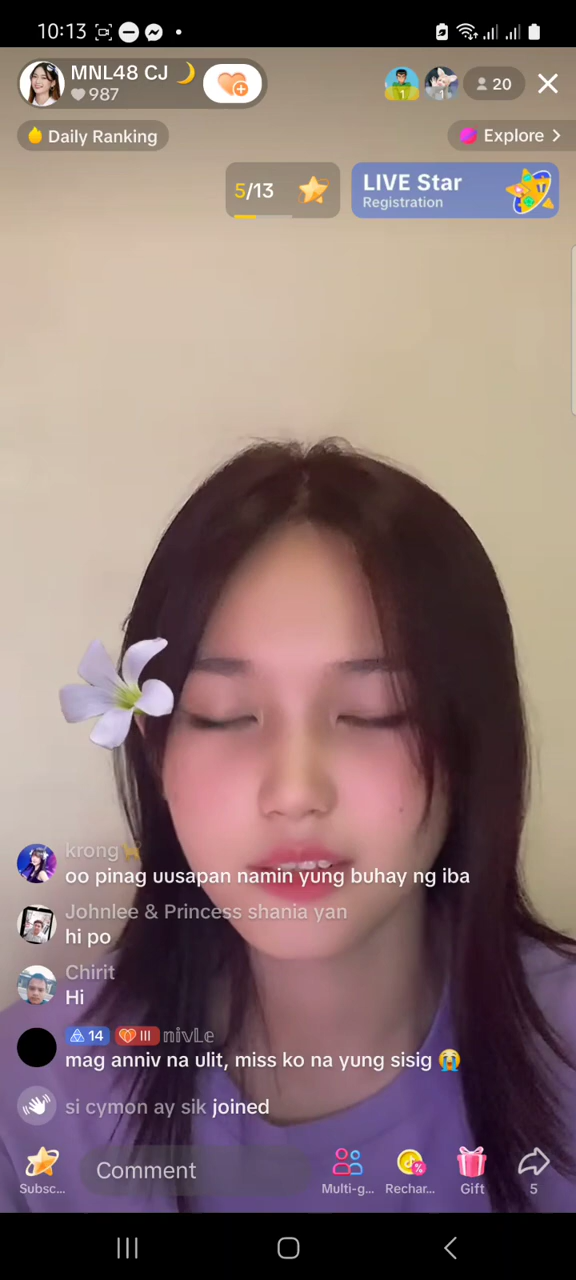 10:13
MNL48 CJ 🌙
987
1
1
20
Daily Ranking
Explore >
5/13
LIVE Star
Registration
krong🐕
oo pinag uusapan namin yung buhay ng iba
Johnlee & Princess shania yan
hi po
Chirit
Hi
14 III 𝕟𝕚𝕧𝕃𝕖
mag anniv na ulit, miss ko na yung sisig 😭
si cymon ay sik joined
Comment
Subsc...
Multi-g...
Rechar...
Gift
5